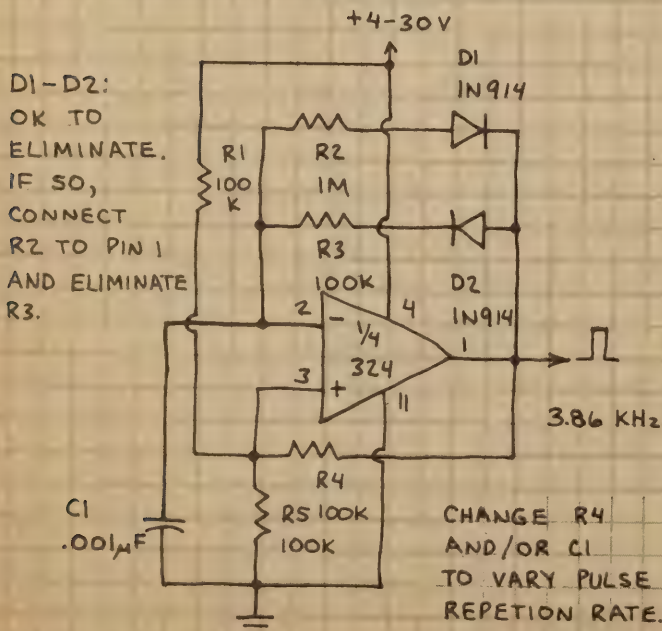 +4-30V
D1-D2:
OK TO
ELIMINATE.
IF SO,
CONNECT
R2 TO PIN 1
AND ELIMINATE
R3.
D1
1N914
R1
100
K
R2
1M
R3
100K
D2
1N914
2
-
4
1/4
324
1
3
+
11
3.86 KHz
R4
100K
R5
100K
C1
.001µF
CHANGE R4
AND/OR C1
TO VARY PULSE
REPETION RATE.